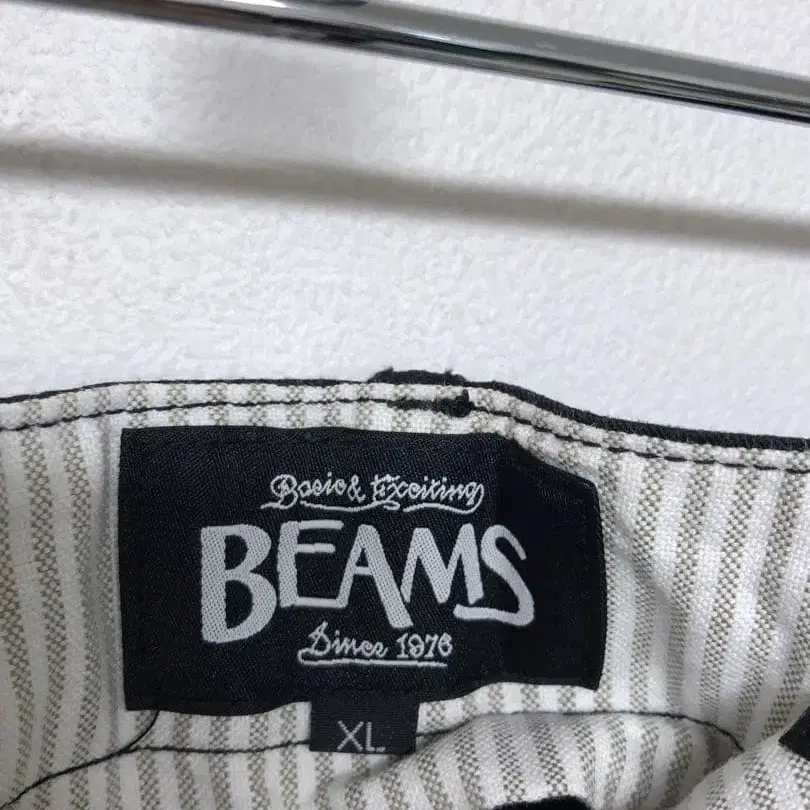 Basic & Exciting
BEAMS
Since 1976
XL